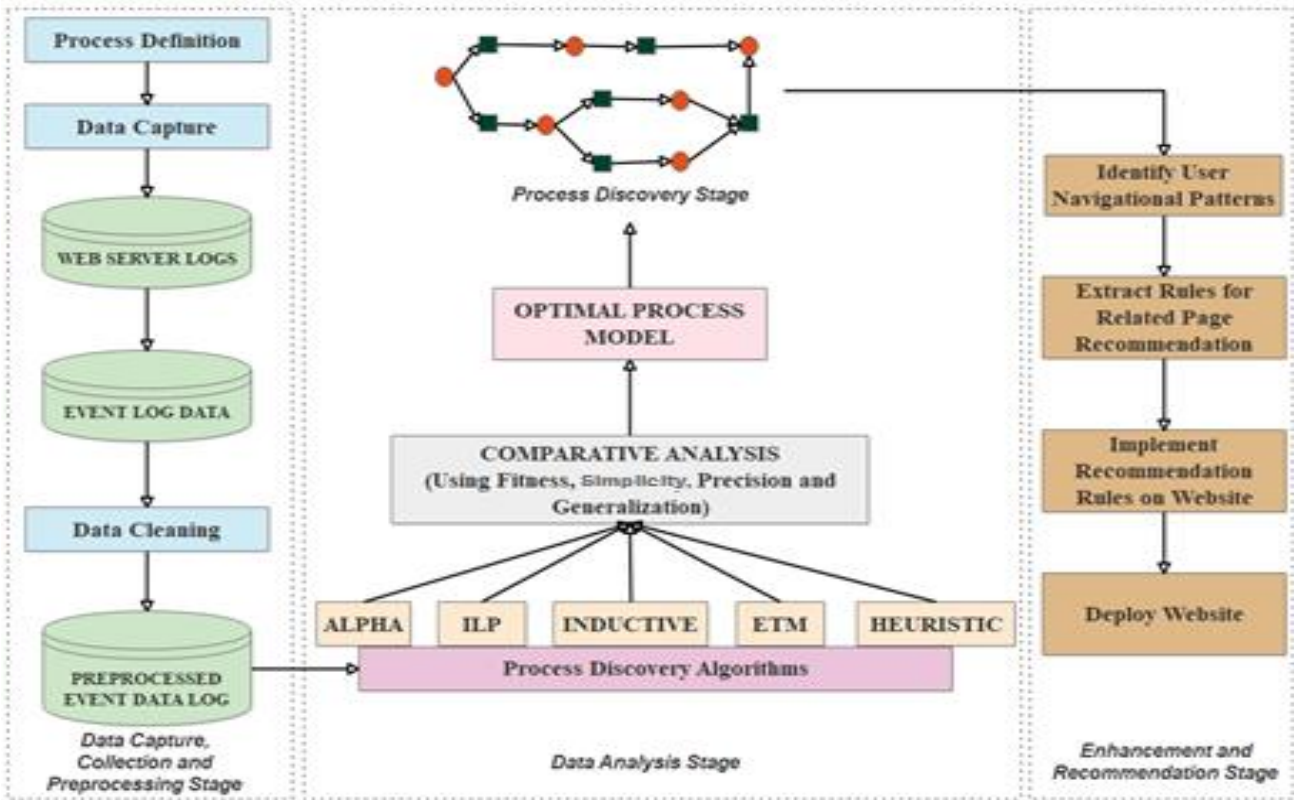 Process Definition
Data Capture
WEB SERVER LOGS
EVENT LOG DATA
Data Cleaning
PREPROCESSED
EVENT DATA LOG
Data Capture,
Collection and
Preprocessing Stage
Process Discovery Stage
OPTIMAL PROCESS
MODEL
COMPARATIVE ANALYSIS
(Using Fitness, Simplicity, Precision and
Generalization)
ALPHA
ILP
INDUCTIVE
ETM
HEURISTIC
Process Discovery Algorithms
Data Analysis Stage
Identify User
Navigational Patterns
Extract Rules for
Related Page
Recommendation
Implement
Recommendation
Rules on Website
Deploy Website
Enhancement and
Recommendation Stage